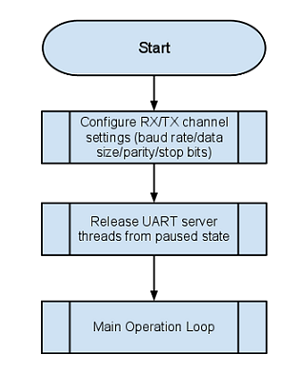 Start
Configure RX/TX channel
settings (baud rate/data
size/parity/stop bits)
Release UART server
threads from paused state
Main Operation Loop